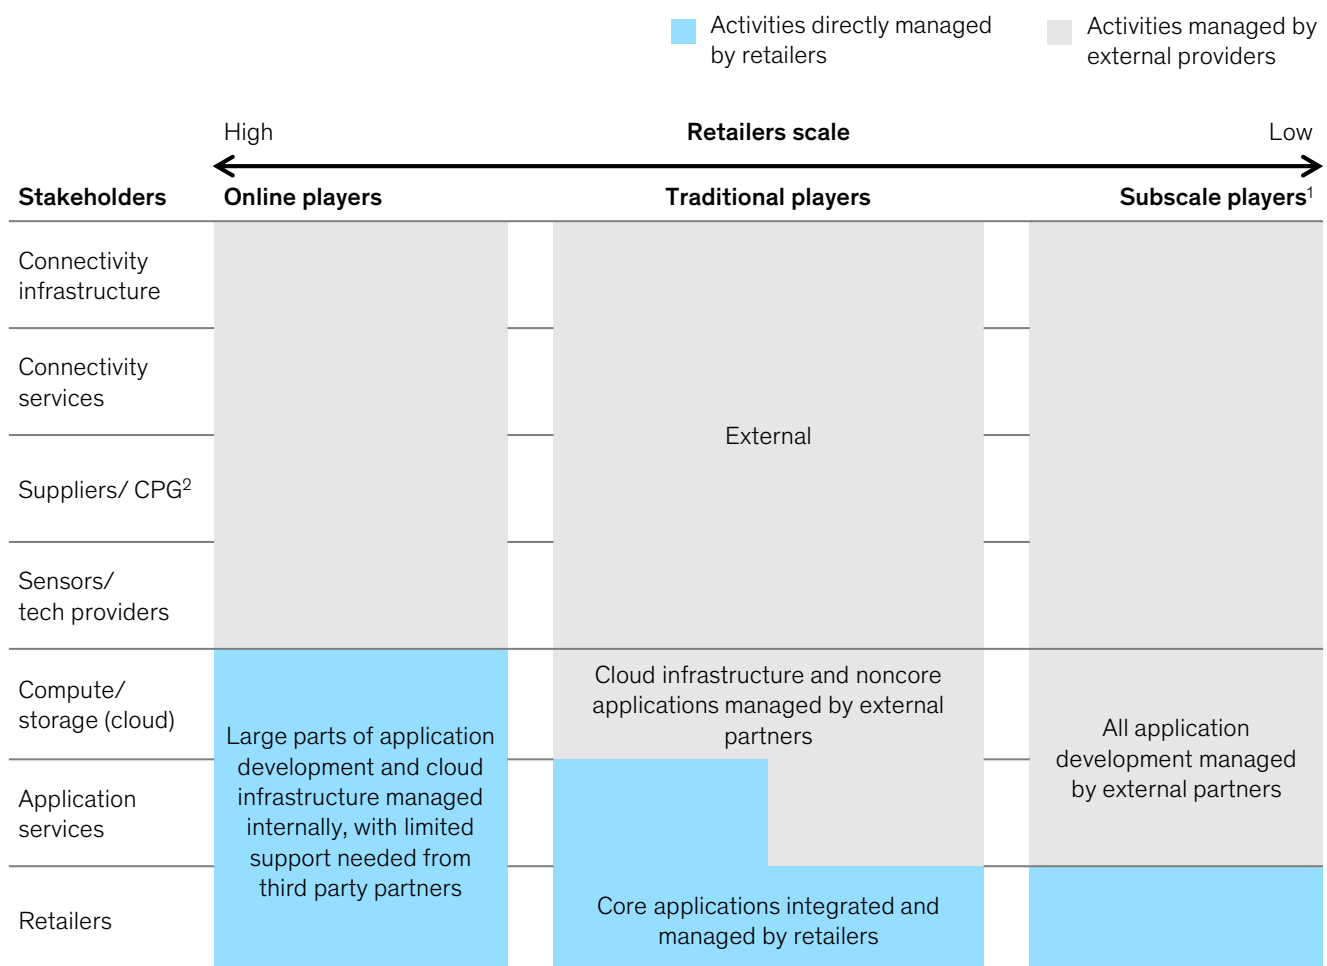 Activities directly managed
by retailers
Activities managed by
external providers
High
Retailers scale
Low
Stakeholders
Online players
Traditional players
Subscale players1
Connectivity
infrastructure
Connectivity
services
External
Suppliers/ CPG2
Sensors/
tech providers
Compute/
storage (cloud)
Large parts of application
development and cloud
infrastructure managed
internally, with limited
support needed from
third party partners
Cloud infrastructure and noncore
applications managed by external
partners
All application
development managed
by external partners
Application
services
Retailers
Core applications integrated and
managed by retailers